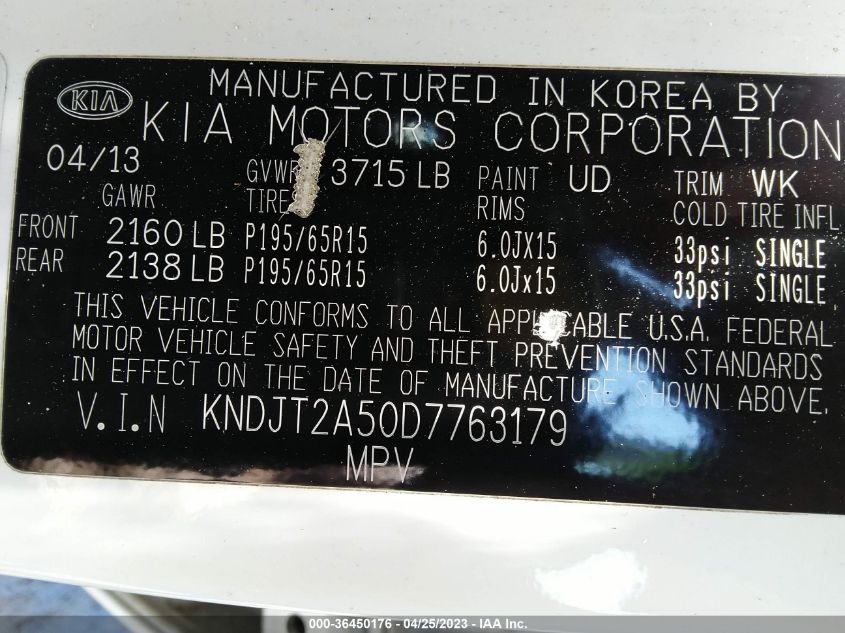 MANUFACTURED IN KOREA BY
KIA
KIA MOTORS CORPORATION
04/13 GVWR 3715 LB PAINT UD TRIM WK
GAWR TIRE RIMS COLD TIRE INFL
FRONT 2160 LB P195/65R15 6.0JX15 33psi SINGLE
REAR 2138 LB P195/65R15 6.0Jx15 33psi SINGLE
THIS VEHICLE CONFORMS TO ALL APPLICABLE U.S.A. FEDERAL
MOTOR VEHICLE SAFETY AND THEFT PREVENTION STANDARDS
IN EFFECT ON THE DATE OF MANUFACTURE SHOWN ABOVE.
V.I.N KNDJT2A50D7763179
MPV
000-36450176 - 04/25/2023 - IAA Inc.